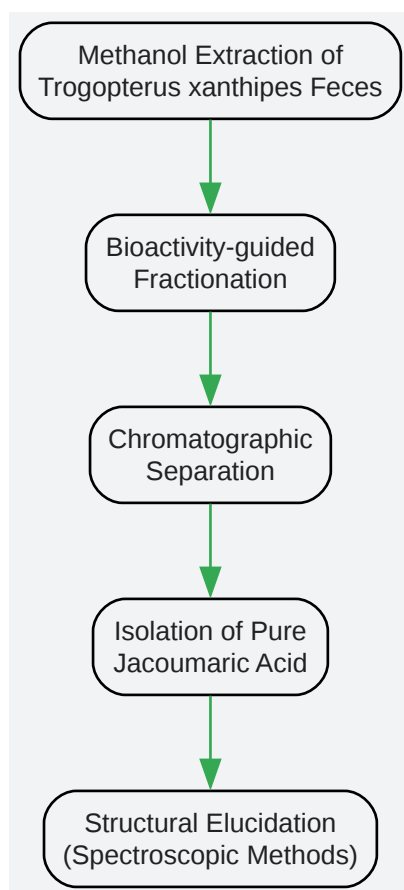 Methanol Extraction of
Trogopterus xanthipes Feces
Bioactivity-guided
Fractionation
Chromatographic
Separation
Isolation of Pure
Jacoumaric Acid
Structural Elucidation
(Spectroscopic Methods)